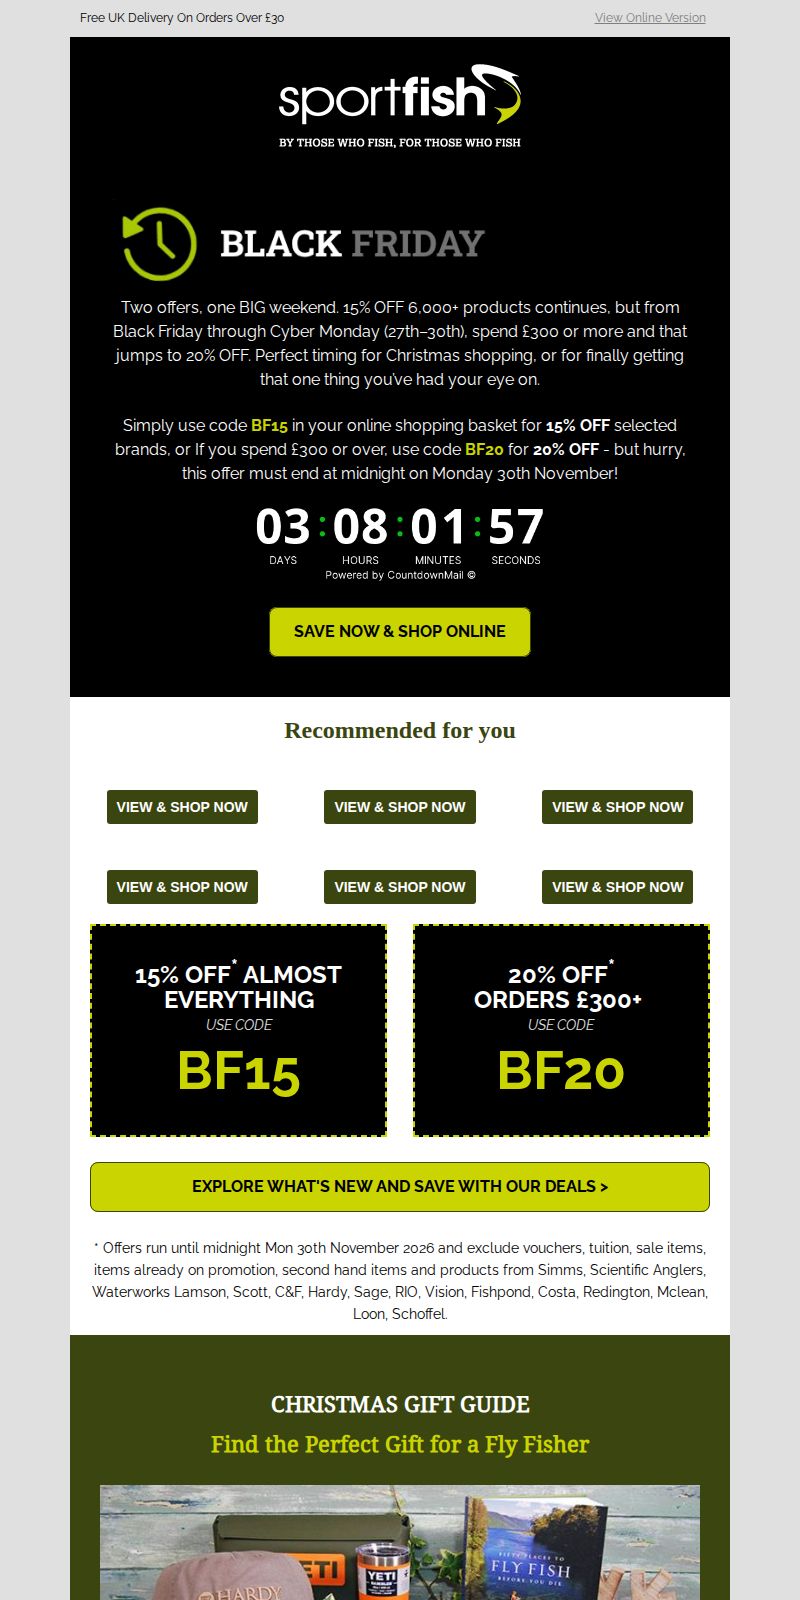 Free UK Delivery On Orders Over £30
View Online Version
sportfish
BY THOSE WHO FISH, FOR THOSE WHO FISH
BLACK FRIDAY
Two offers, one BIG weekend. 15% OFF 6,000+ products continues, but from
Black Friday through Cyber Monday (27th–30th), spend £300 or more and that
jumps to 20% OFF. Perfect timing for Christmas shopping, or for finally getting
that one thing you've had your eye on.
Simply use code BF15 in your online shopping basket for 15% OFF selected
brands, or If you spend £300 or over, use code BF20 for 20% OFF - but hurry,
this offer must end at midnight on Monday 30th November!
03 : 08 : 01 : 57
DAYS HOURS MINUTES SECONDS
Powered by CountdownMail ©
SAVE NOW & SHOP ONLINE
Recommended for you
VIEW & SHOP NOW VIEW & SHOP NOW VIEW & SHOP NOW
VIEW & SHOP NOW VIEW & SHOP NOW VIEW & SHOP NOW
15% OFF* ALMOST
EVERYTHING
USE CODE
BF15
20% OFF*
ORDERS £300+
USE CODE
BF20
EXPLORE WHAT'S NEW AND SAVE WITH OUR DEALS >
* Offers run until midnight Mon 30th November 2026 and exclude vouchers, tuition, sale items,
items already on promotion, second hand items and products from Simms, Scientific Anglers,
Waterworks Lamson, Scott, C&F, Hardy, Sage, RIO, Vision, Fishpond, Costa, Redington, Mclean,
Loon, Schoffel.
CHRISTMAS GIFT GUIDE
Find the Perfect Gift for a Fly Fisher
YETI
HARDY
FIFTY PLACES TO
FLY FISH
BEFORE YOU DIE